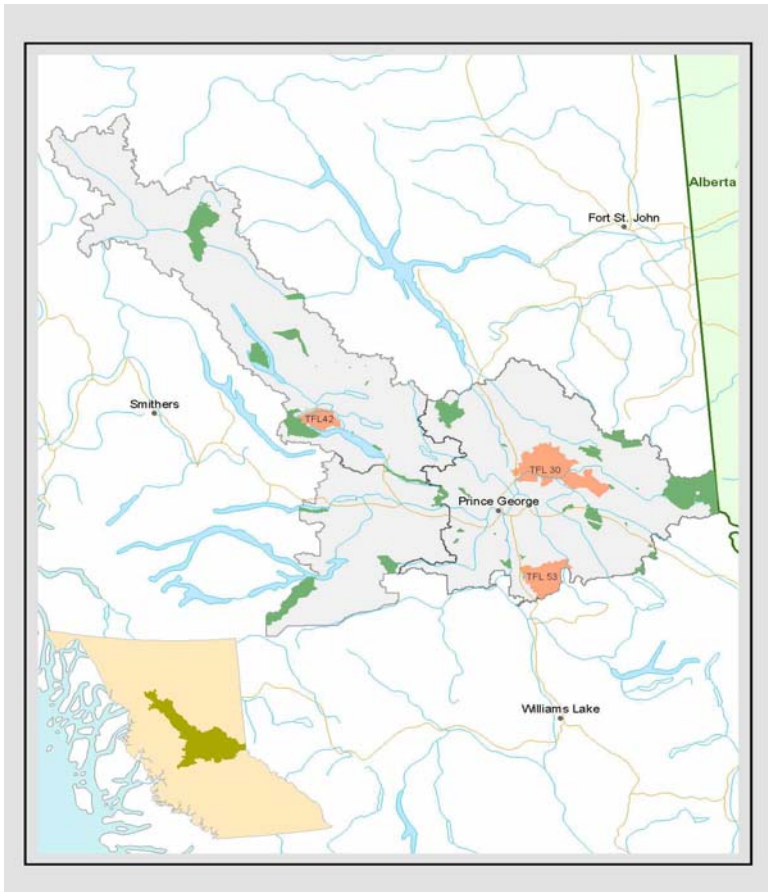 Alberta
Fort St. John
Smithers
TFL42
TFL 30
Prince George
TFL 53
Williams Lake